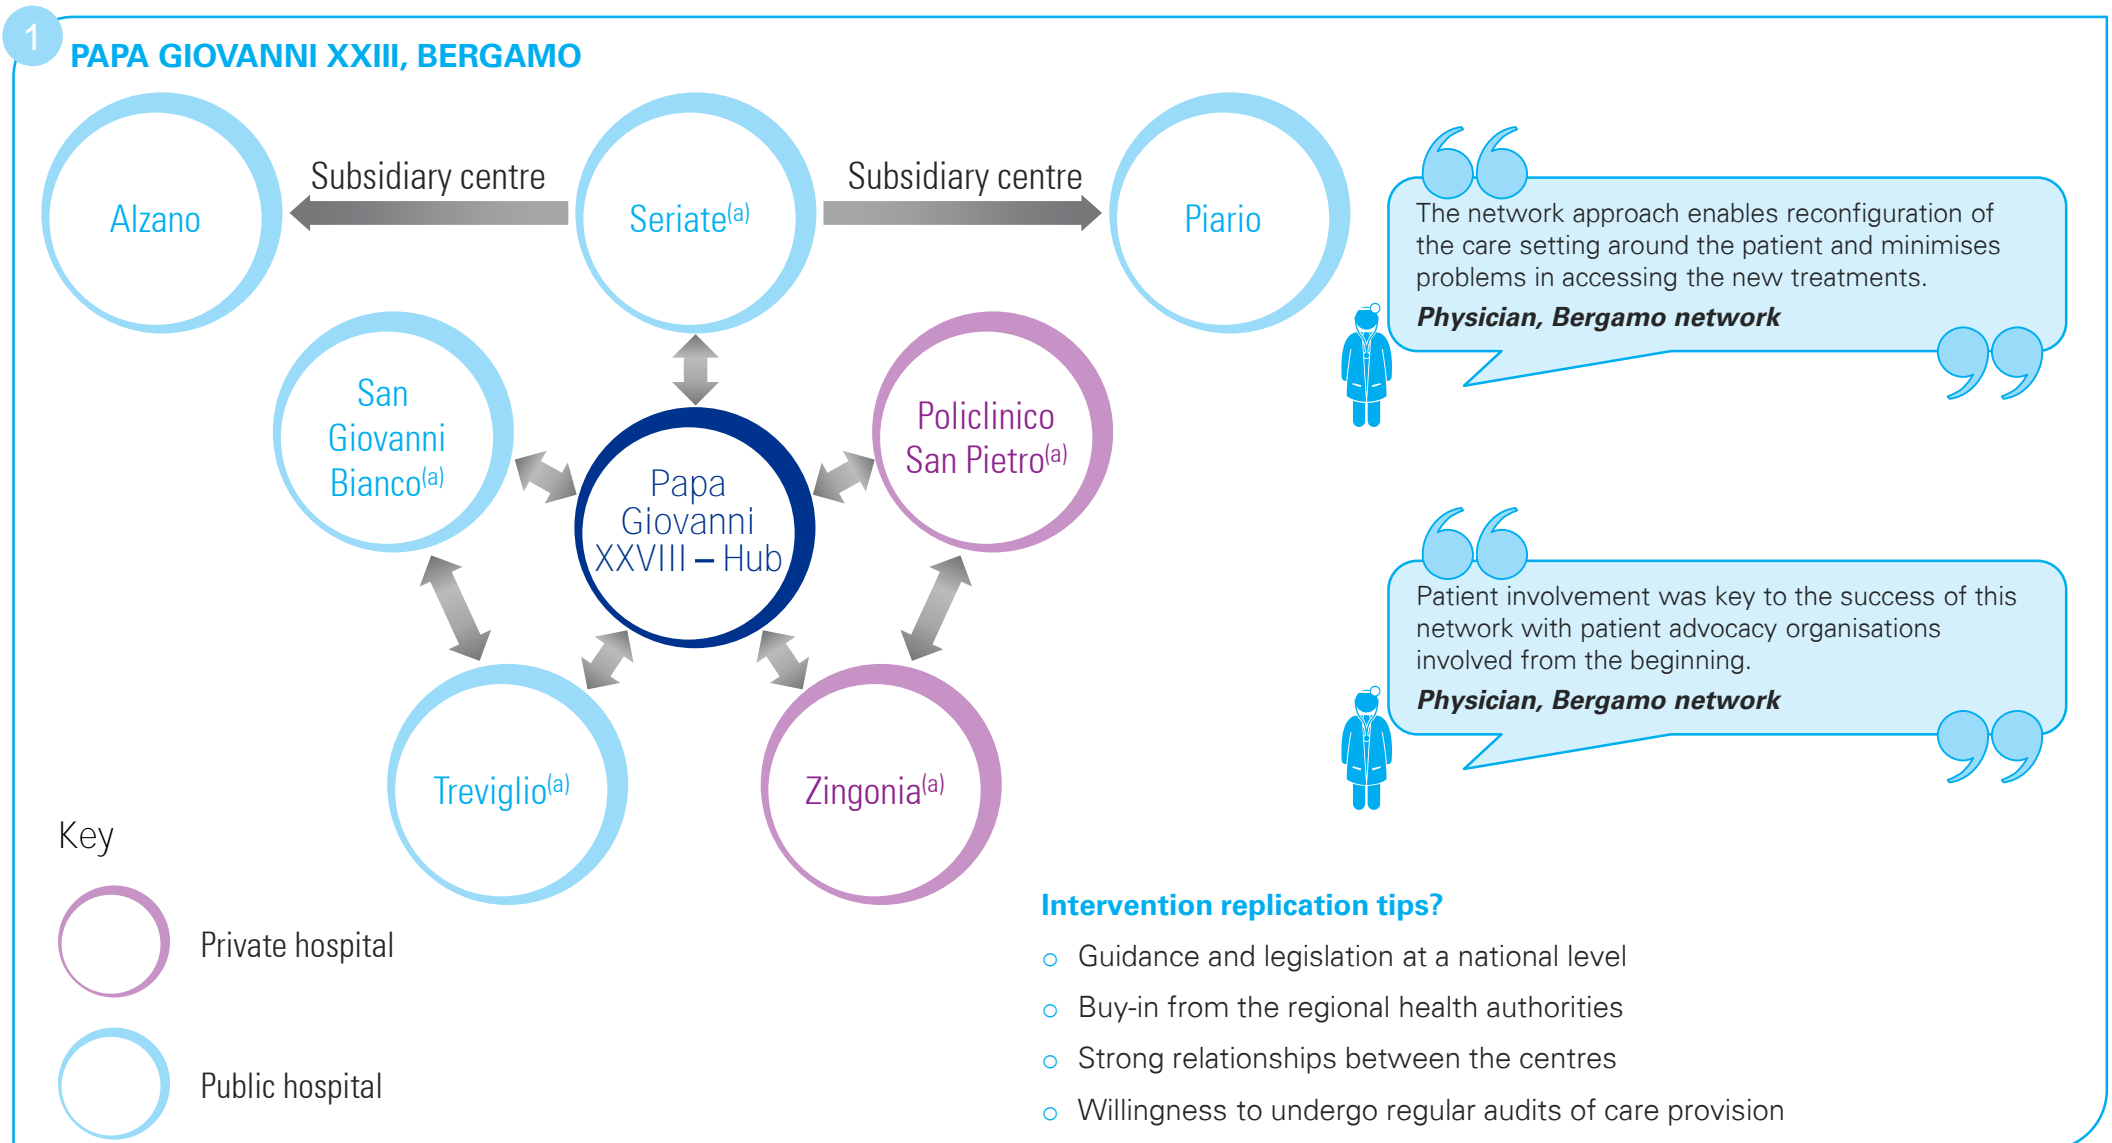 1
PAPA GIOVANNI XXIII, BERGAMO
Alzano
Subsidiary centre
Seriate(a)
Subsidiary centre
Piario
San
Giovanni
Bianco(a)
Policlinico
San Pietro(a)
Papa
Giovanni
XXVIII – Hub
Treviglio(a)
Zingonia(a)
Key
Private hospital
Public hospital
The network approach enables reconfiguration of
the care setting around the patient and minimises
problems in accessing the new treatments.
Physician, Bergamo network
Patient involvement was key to the success of this
network with patient advocacy organisations
involved from the beginning.
Physician, Bergamo network
Intervention replication tips?
Guidance and legislation at a national level
Buy-in from the regional health authorities
Strong relationships between the centres
Willingness to undergo regular audits of care provision